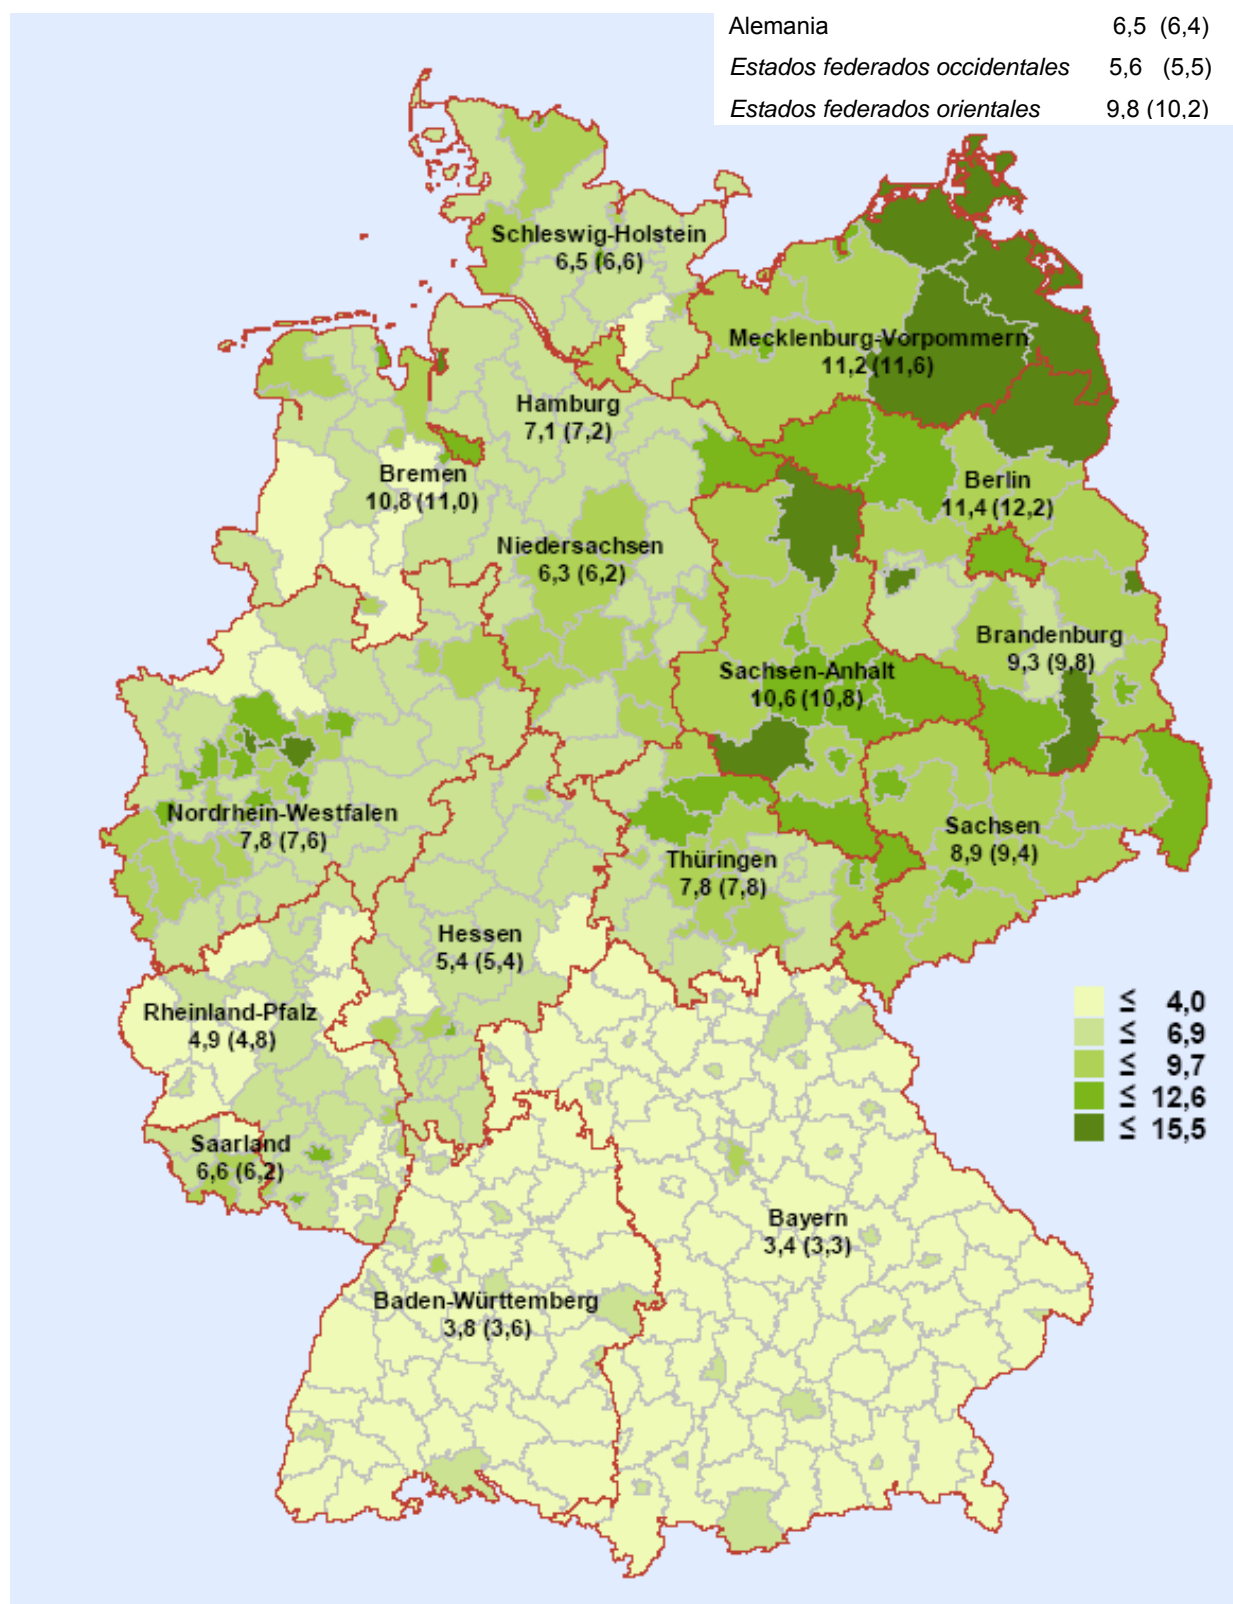 Alemania 6,5 (6,4)
Estados federados occidentales 5,6 (5,5)
Estados federados orientales 9,8 (10,2)
Schleswig-Holstein
6,5 (6,6)
Mecklenburg-Vorpommern
11,2 (11,6)
Hamburg
7,1 (7,2)
Bremen
10,8 (11,0)
Berlin
11,4 (12,2)
Niedersachsen
6,3 (6,2)
Brandenburg
9,3 (9,8)
Sachsen-Anhalt
10,6 (10,8)
Nordrhein-Westfalen
7,8 (7,6)
Sachsen
8,9 (9,4)
Thüringen
7,8 (7,8)
Hessen
5,4 (5,4)
Rheinland-Pfalz
4,9 (4,8)
≤ 4,0
≤ 6,9
≤ 9,7
≤ 12,6
≤ 15,5
Saarland
6,6 (6,2)
Bayern
3,4 (3,3)
Baden-Württemberg
3,8 (3,6)